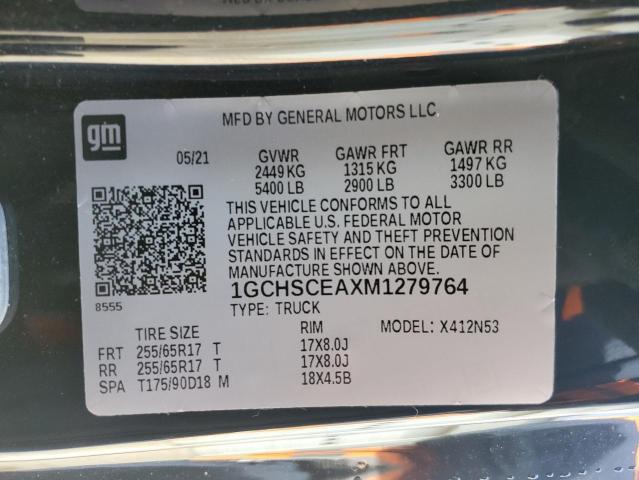 MFD BY GENERAL MOTORS LLC
gm
05/21 GVWR GAWR FRT GAWR RR
2449 KG 1315 KG 1497 KG
5400 LB 2900 LB 3300 LB
THIS VEHICLE CONFORMS TO ALL
APPLICABLE U.S. FEDERAL MOTOR
VEHICLE SAFETY AND THEFT PREVENTION
STANDARDS IN EFFECT ON THE DATE OF
MANUFACTURE SHOWN ABOVE.
8555
1GCHSCEAXM1279764
TYPE: TRUCK
TIRE SIZE RIM MODEL: X412N53
FRT 255/65R17 T 17X8.0J
RR 255/65R17 T 17X8.0J
SPA T175/90D18 M 18X4.5B